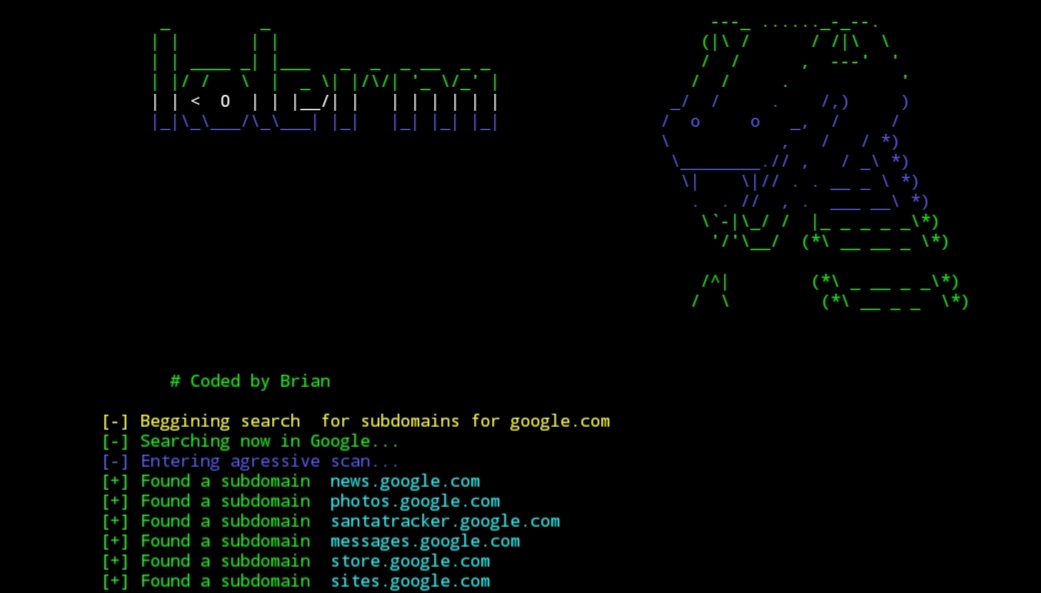 # Coded by Brian
[-] Beggining search  for subdomains for google.com
[-] Searching now in Google...
[-] Entering agressive scan...
[+] Found a subdomain  news.google.com
[+] Found a subdomain  photos.google.com
[+] Found a subdomain  santatracker.google.com
[+] Found a subdomain  messages.google.com
[+] Found a subdomain  store.google.com
[+] Found a subdomain  sites.google.com